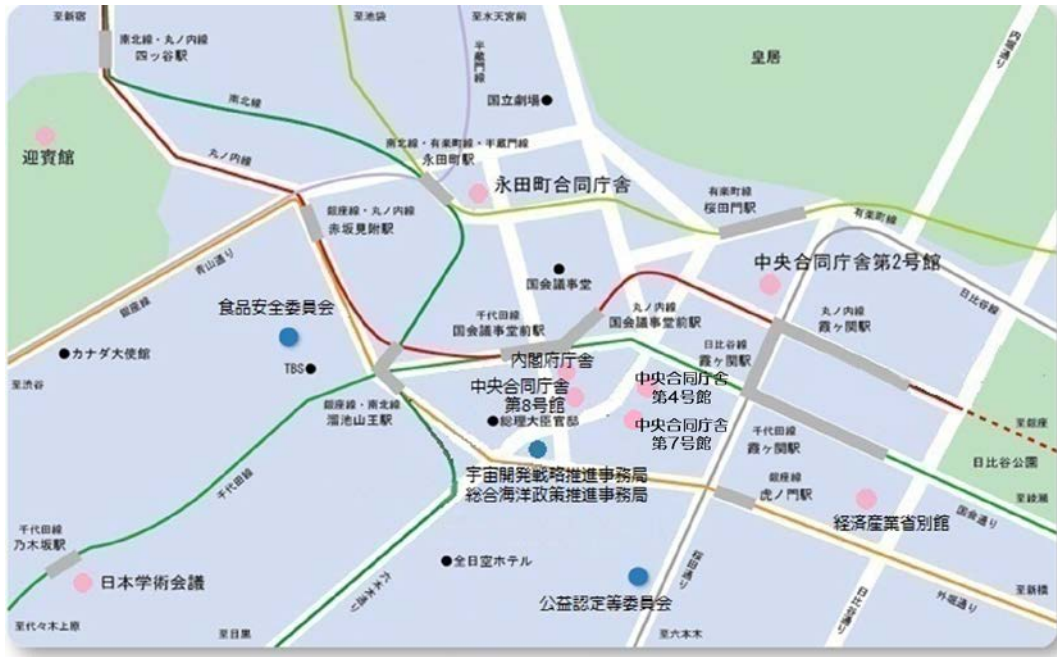 至新宿
至池袋
至水天宮前
南北線・丸ノ内線
四ッ谷駅
半蔵門線
内堀通り
皇居
国立劇場
南北線
迎賓館
丸ノ内線
南北線・有楽町線・半蔵門線
永田町駅
永田町合同庁舎
有楽町線
桜田門駅
有楽町線
銀座線・丸ノ内線
赤坂見附駅
青山通り
銀座線
中央合同庁舎第2号館
国会議事堂
日比谷線
食品安全委員会
千代田線
国会議事堂前駅
丸ノ内線
国会議事堂前駅
丸ノ内線
霞ヶ関駅
カナダ大使館
TBS
内閣府庁舎
日比谷線
霞ヶ関駅
至渋谷
中央合同庁舎
第8号館
中央合同庁舎
第4号館
銀座線・南北線
溜池山王駅
総理大臣官邸
中央合同庁舎
第7号館
千代田線
霞ヶ関駅
至銀座
日比谷公園
千代田線
宇宙開発戦略推進事務局
総合海洋政策推進事務局
銀座線
虎ノ門駅
至綾瀬
経済産業省別館
国会通り
千代田線
乃木坂駅
全日空ホテル
日本学術会議
六本木通り
桜田通り
公益認定等委員会
外堀通り
至新橋
日比谷通り
至代々木上原
至目黒
至六本木